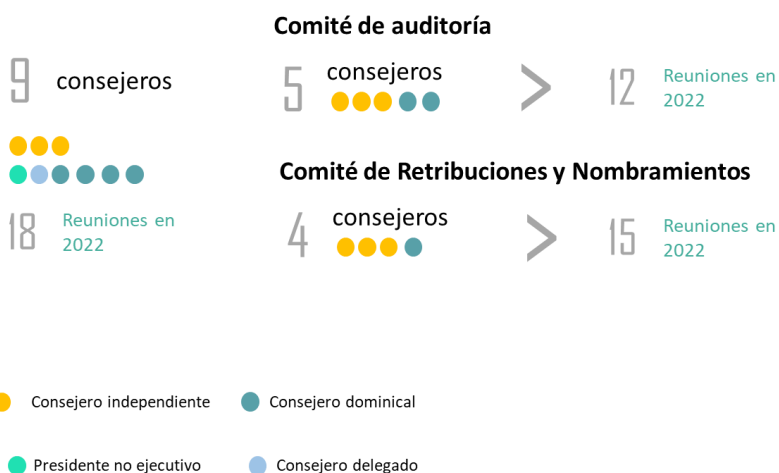 9 consejeros
18 Reuniones en
2022
Comité de auditoría
5 consejeros
> 12 Reuniones en
2022
Comité de Retribuciones y Nombramientos
4 consejeros
> 15 Reuniones en
2022
Consejero independiente
Consejero dominical
Presidente no ejecutivo
Consejero delegado